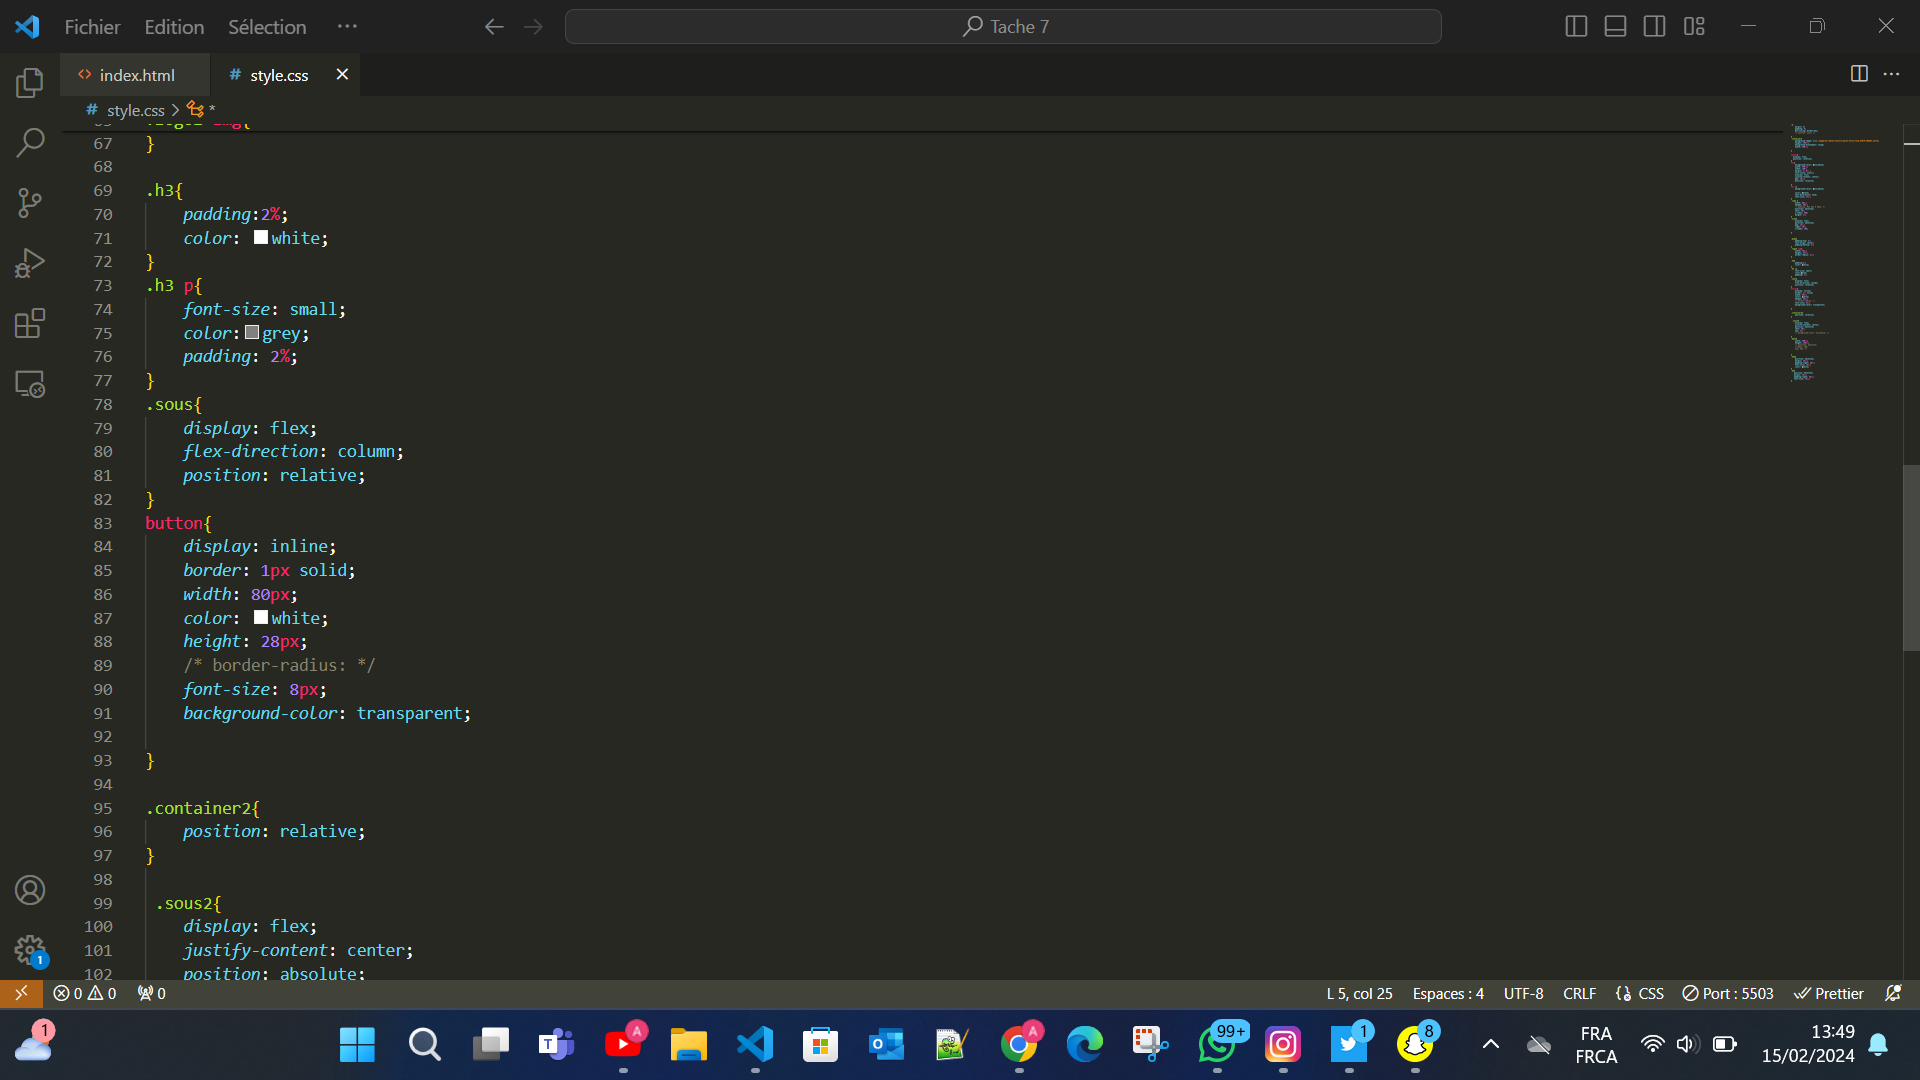 Fichier Edition Sélection ··· Tache 7
index.html
style.css
style.css > *
67 }
68
69 .h3{
70 padding:2%;
71 color: white;
72 }
73 .h3 p{
74 font-size: small;
75 color: grey;
76 padding: 2%;
77 }
78 .sous{
79 display: flex;
80 flex-direction: column;
81 position: relative;
82 }
83 button{
84 display: inline;
85 border: 1px solid;
86 width: 80px;
87 color: white;
88 height: 28px;
89 /* border-radius: */
90 font-size: 8px;
91 background-color: transparent;
92
93 }
94
95 .container2{
96 position: relative;
97 }
98
99 .sous2{
100 display: flex;
101 justify-content: center;
102 position: absolute;
1
0 0 0 L 5, col 25 Espaces : 4 UTF-8 CRLF CSS Port : 5503 Prettier
1 A A 99+ 1 8
FRA
FRCA
13:49
15/02/2024